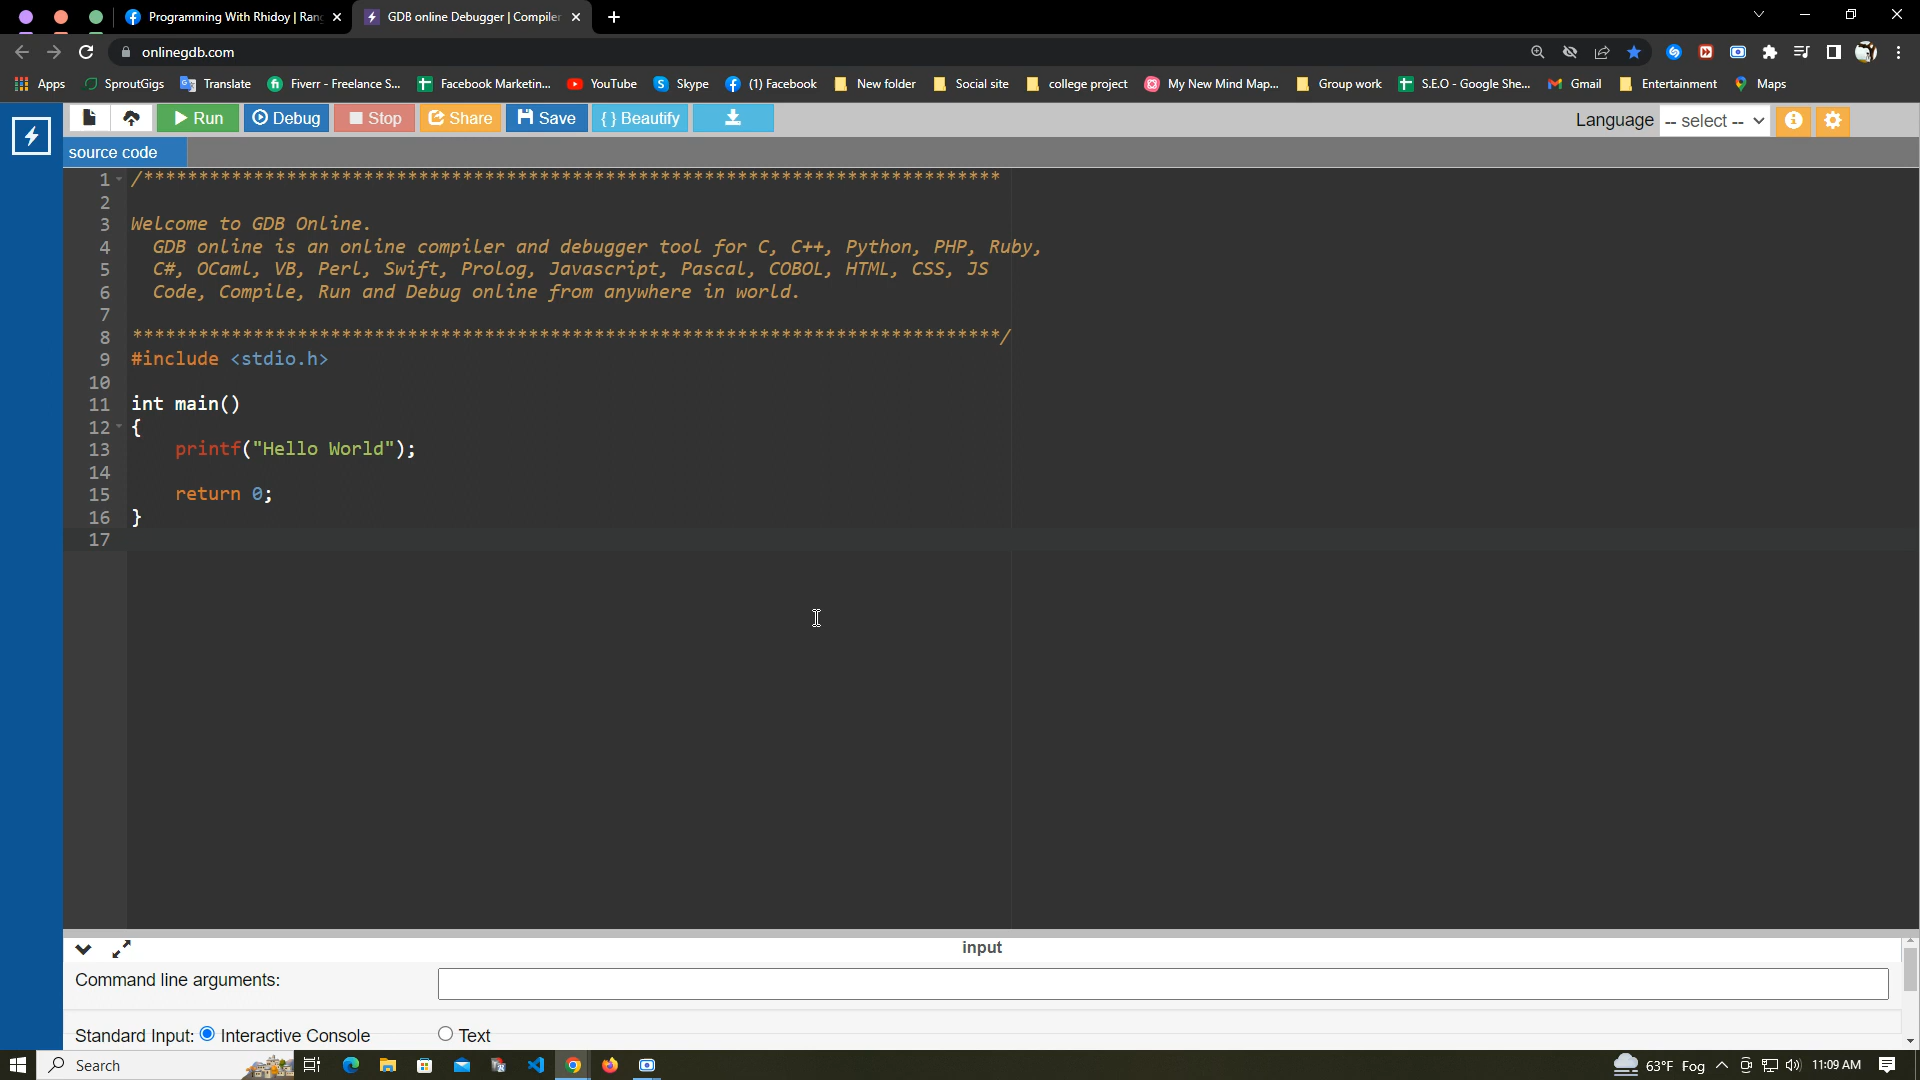 Programming With Rhidoy | Ran
GDB online Debugger | Compiler
onlinegdb.com
Apps
SproutGigs
Translate
Fiverr - Freelance S...
Facebook Marketin...
YouTube
Skype
(1) Facebook
New folder
Social site
college project
My New Mind Map...
Group work
S.E.O - Google She...
Gmail
Entertainment
Maps
Run
Debug
Stop
Share
Save
{ } Beautify
Language -- select --
source code
1 /******************************************************************************
2
3 Welcome to GDB Online.
4 GDB online is an online compiler and debugger tool for C, C++, Python, PHP, Ruby,
5 C#, OCaml, VB, Perl, Swift, Prolog, Javascript, Pascal, COBOL, HTML, CSS, JS
6 Code, Compile, Run and Debug online from anywhere in world.
7
8 *******************************************************************************/
9 #include <stdio.h>
10
11 int main()
12 {
13 printf("Hello World");
14
15 return 0;
16 }
17
input
Command line arguments:
Standard Input: Interactive Console Text
Search
63°F Fog
11:09 AM